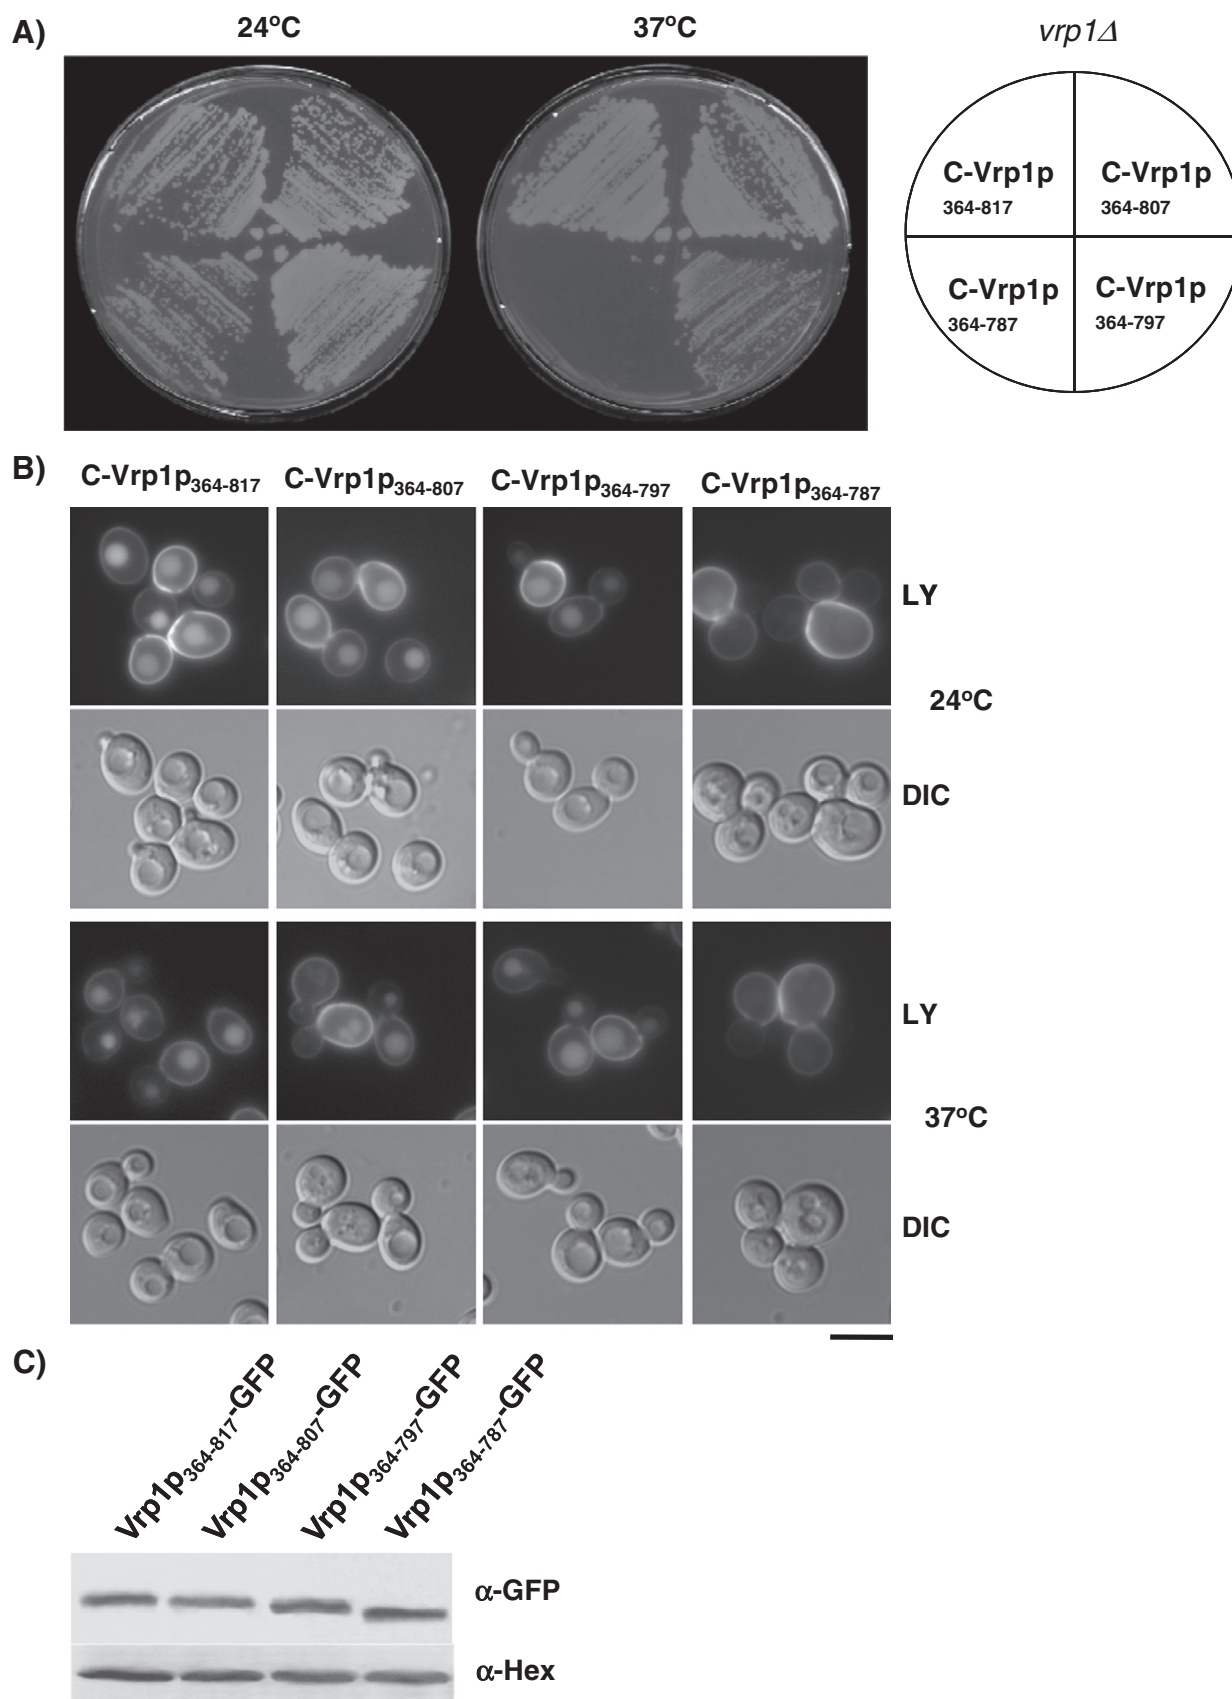 A)
24ºC
37ºC
vrp1Δ
C-Vrp1p
364-817
C-Vrp1p
364-807
C-Vrp1p
364-787
C-Vrp1p
364-797
B)
C-Vrp1p364-817
C-Vrp1p364-807
C-Vrp1p364-797
C-Vrp1p364-787
LY
24ºC
DIC
LY
37ºC
DIC
C)
Vrp1p364-817-GFP
Vrp1p364-807-GFP
Vrp1p364-797-GFP
Vrp1p364-787-GFP
α-GFP
α-Hex